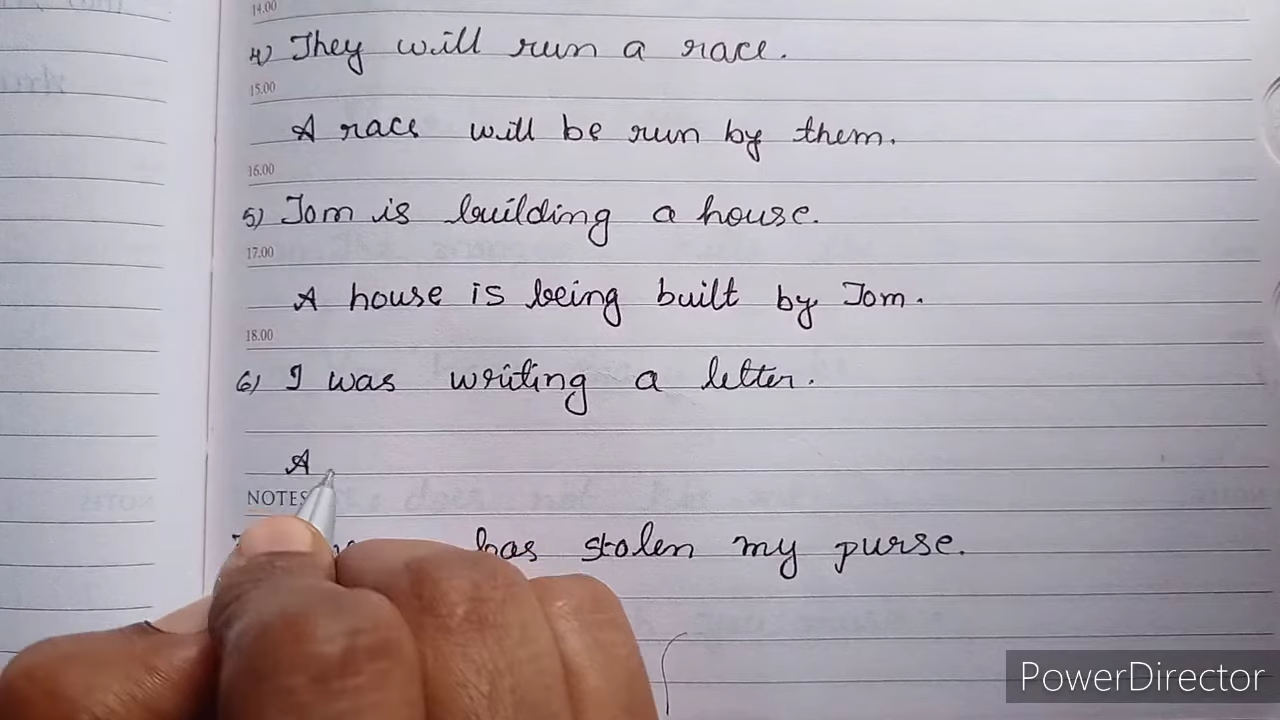 14.00
4) They will run a race.
15.00
A race will be run by them.
16.00
5) Tom is building a house.
17.00
A house is being built by Tom.
18.00
6) I was writing a letter.
A
NOTES
has stolen my purse.
PowerDirector